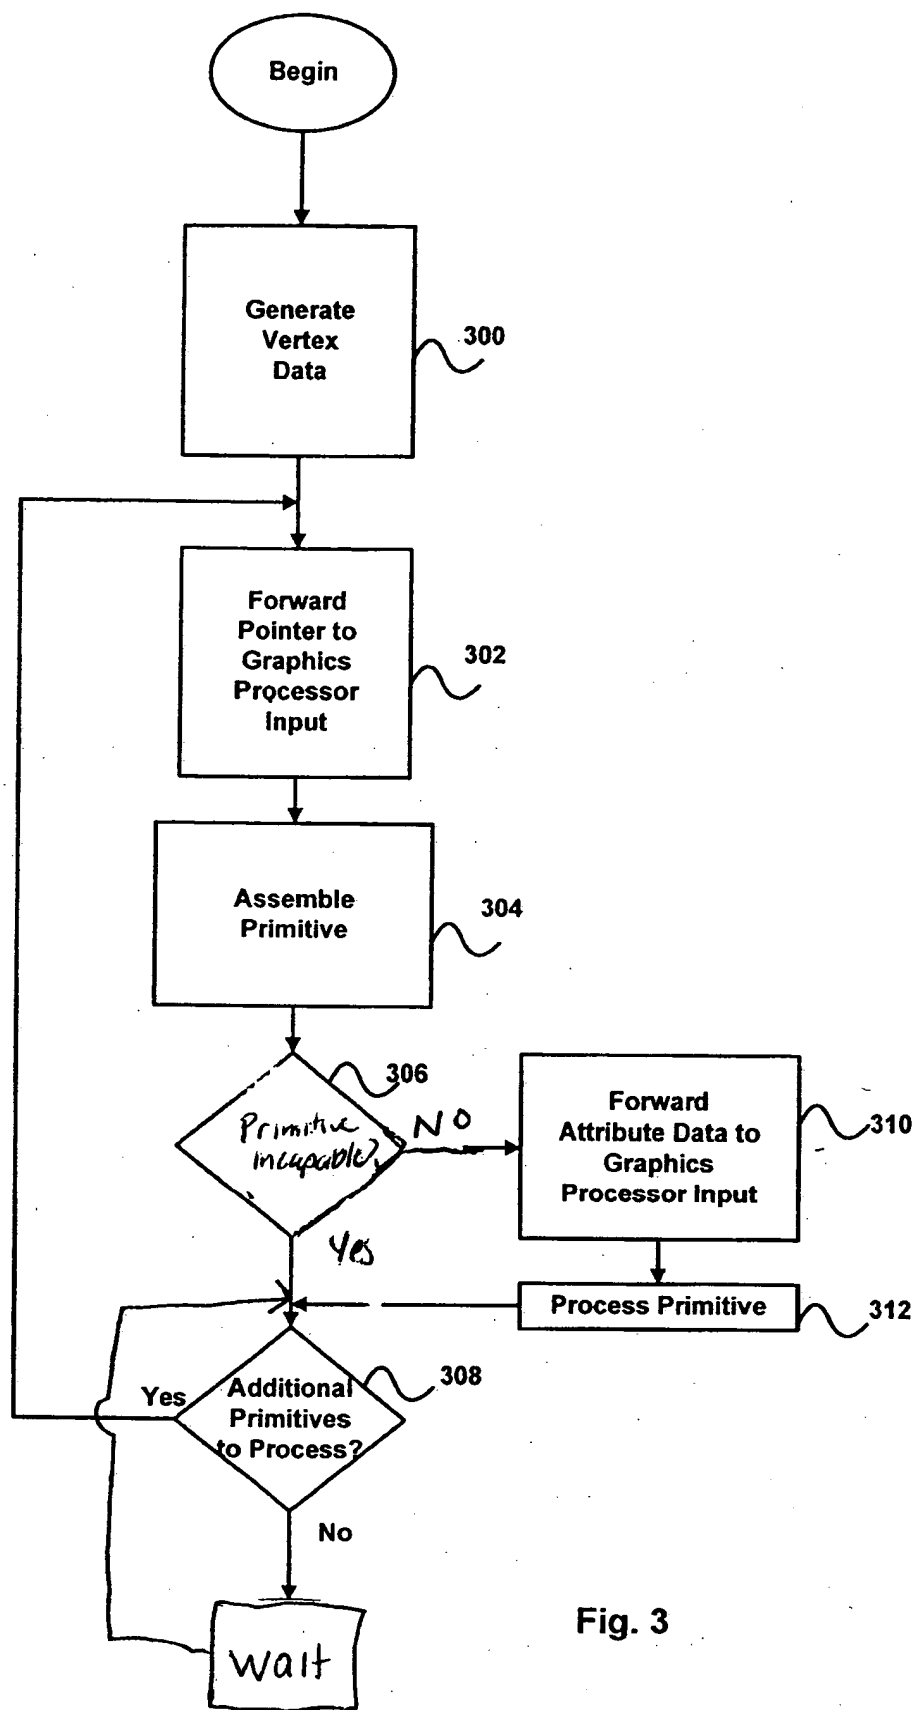 Begin
Generate
Vertex
Data
300
Forward
Pointer to
Graphics
Processor
Input
302
Assemble
Primitive
304
306
Primitive
incapable?
NO
Yes
Forward
Attribute Data to
Graphics
Processor Input
310
Process Primitive
312
Additional
Primitives
to Process?
308
Yes
No
Wait
Fig. 3